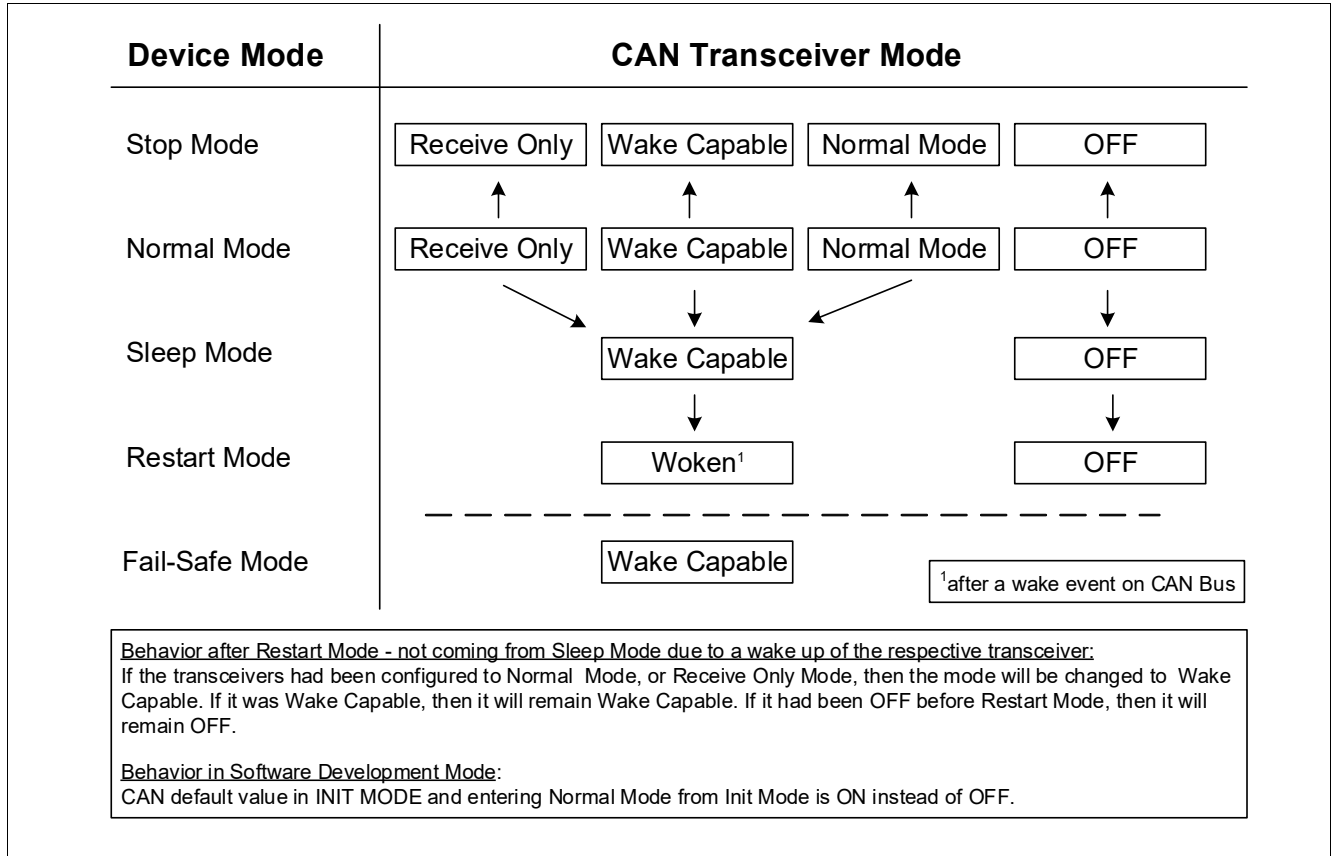 Device Mode CAN Transceiver Mode
Stop Mode Receive Only Wake Capable Normal Mode OFF
Normal Mode Receive Only Wake Capable Normal Mode OFF
Sleep Mode Wake Capable OFF
Restart Mode Woken¹ OFF
Fail-Safe Mode Wake Capable
¹after a wake event on CAN Bus
Behavior after Restart Mode - not coming from Sleep Mode due to a wake up of the respective transceiver:
If the transceivers had been configured to Normal Mode, or Receive Only Mode, then the mode will be changed to Wake
Capable. If it was Wake Capable, then it will remain Wake Capable. If it had been OFF before Restart Mode, then it will
remain OFF.
Behavior in Software Development Mode:
CAN default value in INIT MODE and entering Normal Mode from Init Mode is ON instead of OFF.